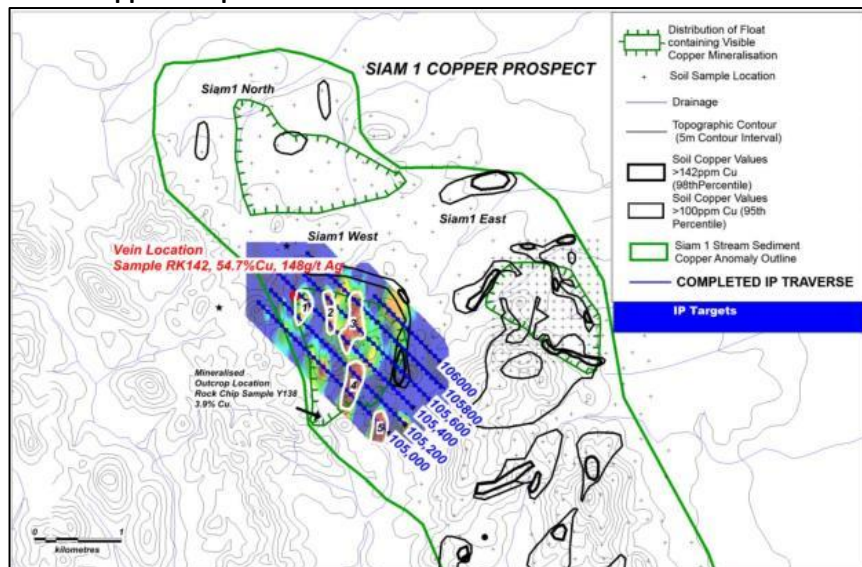 SIAM 1 COPPER PROSPECT
Siam1 North
Siam1 East
Siam1 West
Vein Location
Sample RK142, 54.7%Cu, 148g/t Ag
1
2
3
4
5
Mineralised
Outcrop Location
Rock Chip Sample Y138
3.9% Cu.
106000
105800
105,600
105,400
105,200
105,000
0 1
kilometres
Distribution of Float
containing Visible
Copper Mineralisation
Soil Sample Location
Drainage
Topographic Contour
(5m Contour Interval)
Soil Copper Values
>142ppm Cu
(98thPercentile)
Soil Copper Values
>100ppm Cu (95th
Percentile)
Siam 1 Stream Sediment
Copper Anomaly Outline
COMPLETED IP TRAVERSE
IP Targets